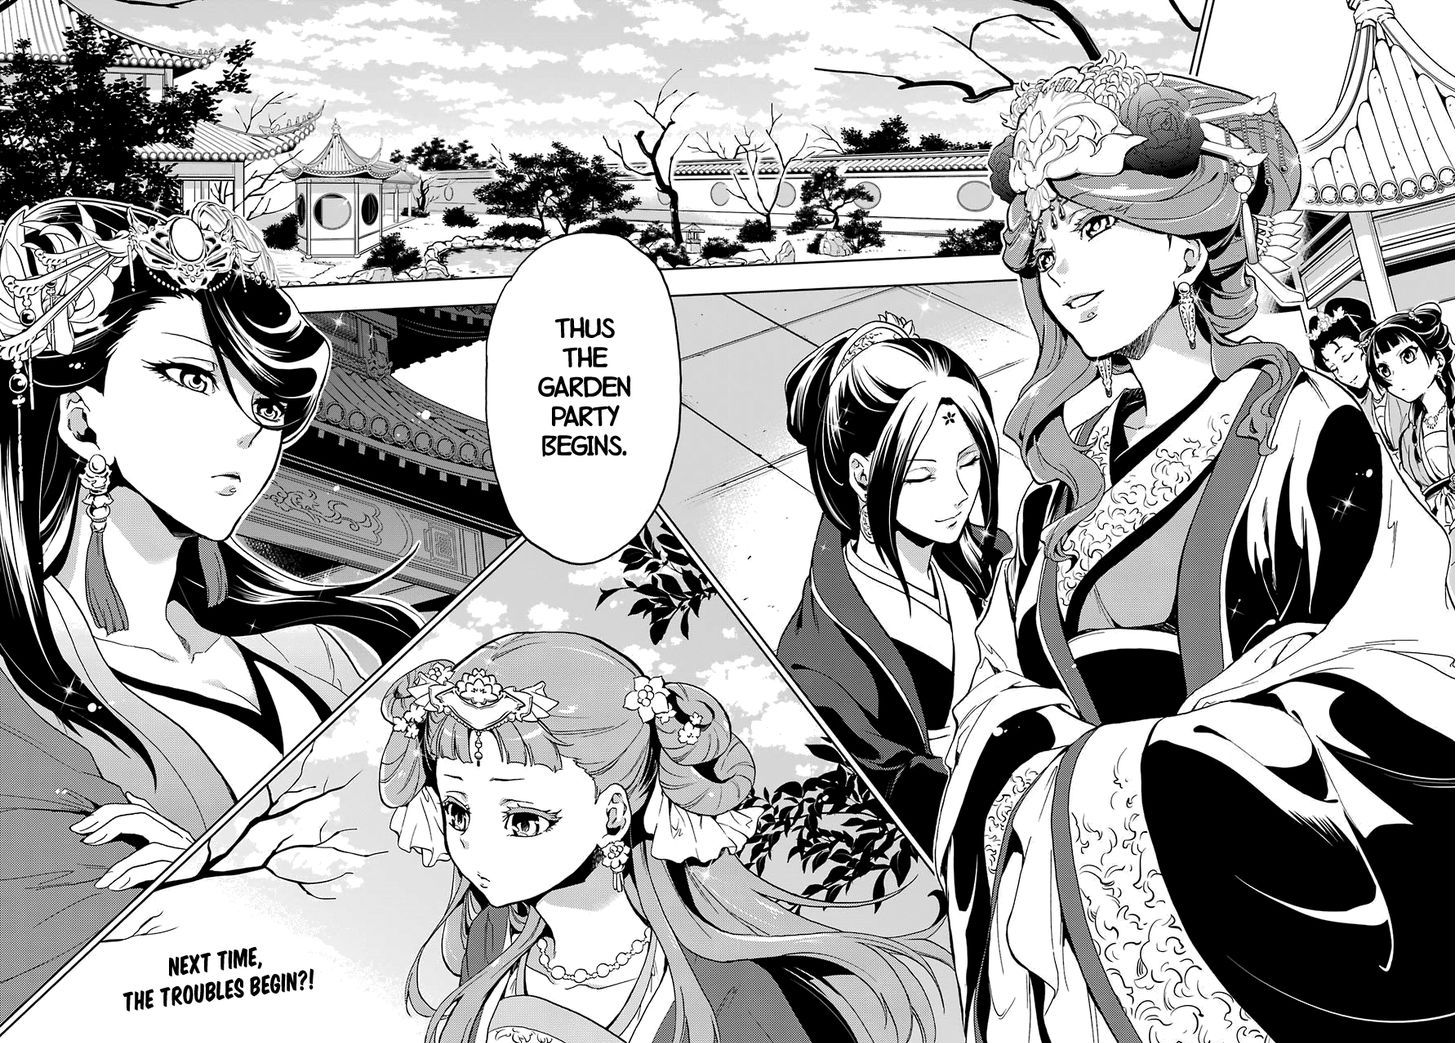 THUS
THE
GARDEN
PARTY
BEGINS.
NEXT TIME,
THE TROUBLES BEGIN?!